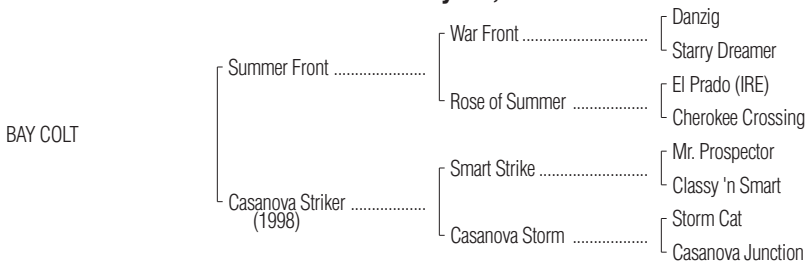 Danzig
War Front ..............................
Starry Dreamer
Summer Front ......................
El Prado (IRE)
Rose of Summer ..................
Cherokee Crossing
BAY COLT
Mr. Prospector
Smart Strike ..........................
Classy 'n Smart
Casanova Striker ..................
(1998)
Storm Cat
Casanova Storm ..................
Casanova Junction